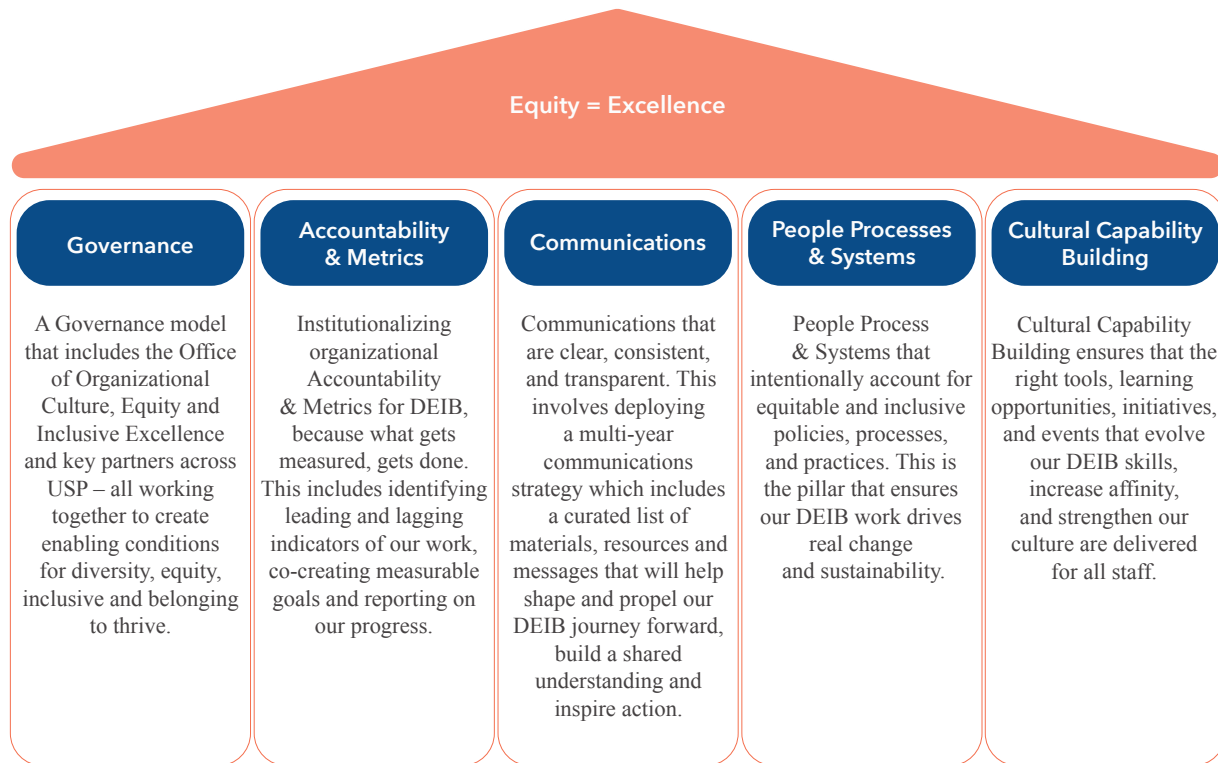 Equity = Excellence
Governance
A Governance model
that includes the Office
of Organizational
Culture, Equity and
Inclusive Excellence
and key partners across
USP – all working
together to create
enabling conditions
for diversity, equity,
inclusive and belonging
to thrive.
Accountability
& Metrics
Institutionalizing
organizational
Accountability
& Metrics for DEIB,
because what gets
measured, gets done.
This includes identifying
leading and lagging
indicators of our work,
co-creating measurable
goals and reporting on
our progress.
Communications
Communications that
are clear, consistent,
and transparent. This
involves deploying
a multi-year
communications
strategy which includes
a curated list of
materials, resources and
messages that will help
shape and propel our
DEIB journey forward,
build a shared
understanding and
inspire action.
People Processes
& Systems
People Process
& Systems that
intentionally account for
equitable and inclusive
policies, processes,
and practices. This is
the pillar that ensures
our DEIB work drives
real change
and sustainability.
Cultural Capability
Building
Cultural Capability
Building ensures that the
right tools, learning
opportunities, initiatives,
and events that evolve
our DEIB skills,
increase affinity,
and strengthen our
culture are delivered
for all staff.